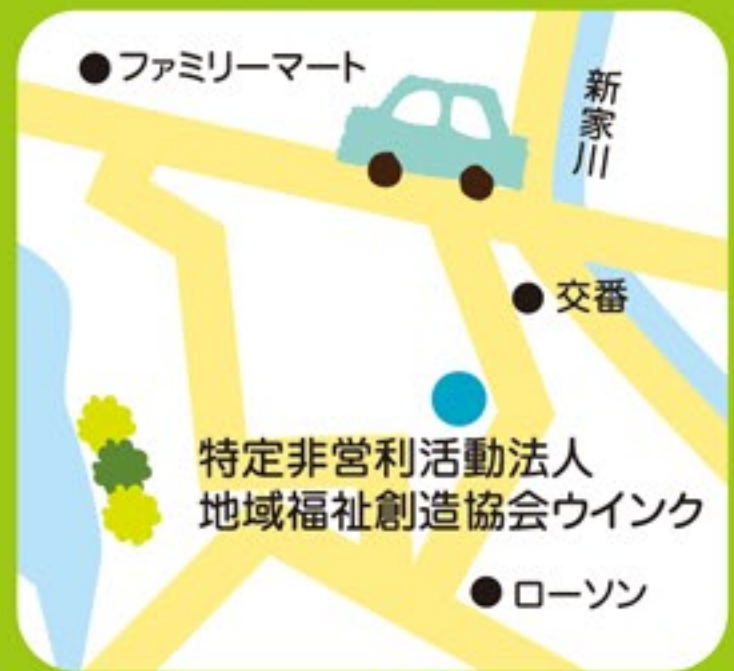 ファミリーマート
新家川
交番
特定非営利活動法人
地域福祉創造協会ウインク
ローソン